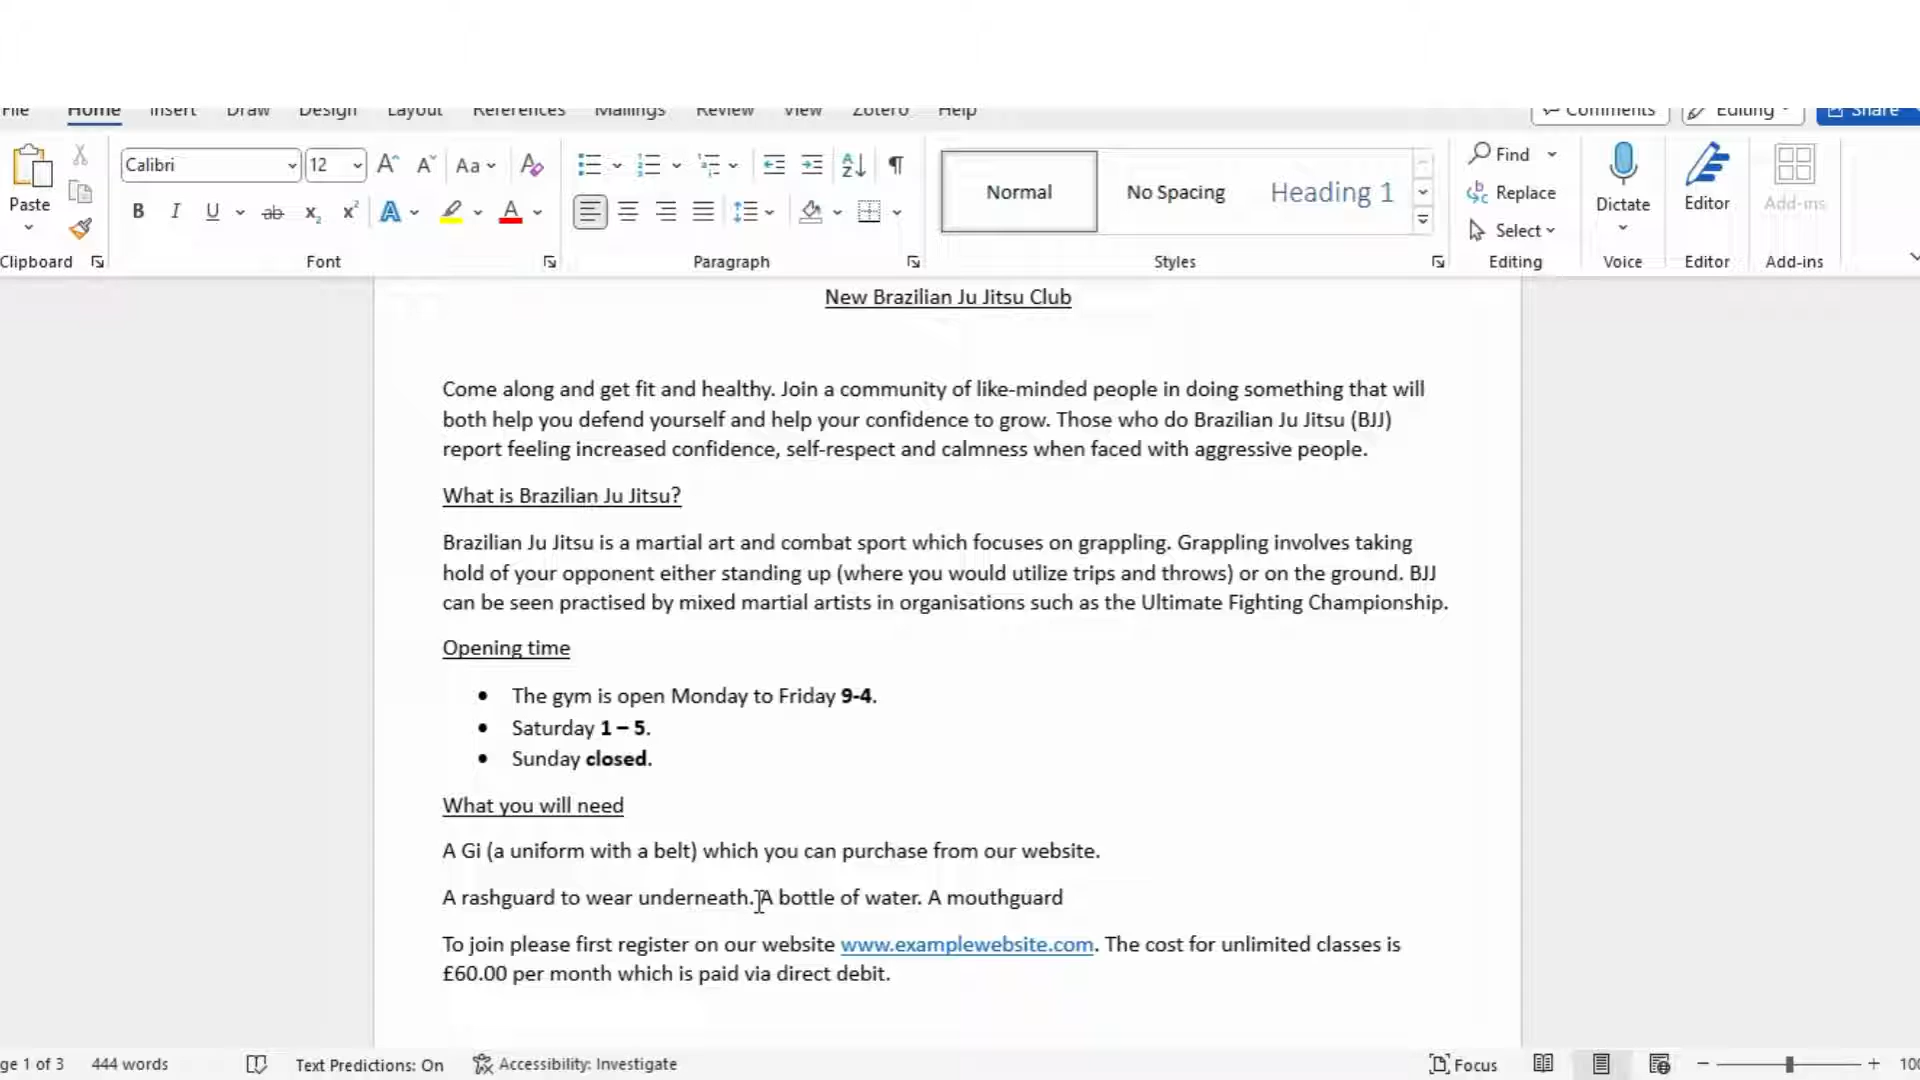 File Home Insert Draw Design Layout References Mailings Review View Zotero Help Comments Editing Share
Calibri 12 Aa Find
Paste Normal No Spacing Heading 1 Replace Dictate Editor Add-ins
B I U ab x₂ x² A A Select
Clipboard Font Paragraph Styles Editing Voice Editor Add-ins
New Brazilian Ju Jitsu Club
Come along and get fit and healthy. Join a community of like-minded people in doing something that will
both help you defend yourself and help your confidence to grow. Those who do Brazilian Ju Jitsu (BJJ)
report feeling increased confidence, self-respect and calmness when faced with aggressive people.
What is Brazilian Ju Jitsu?
Brazilian Ju Jitsu is a martial art and combat sport which focuses on grappling. Grappling involves taking
hold of your opponent either standing up (where you would utilize trips and throws) or on the ground. BJJ
can be seen practised by mixed martial artists in organisations such as the Ultimate Fighting Championship.
Opening time
• The gym is open Monday to Friday 9-4.
• Saturday 1 – 5.
• Sunday closed.
What you will need
A Gi (a uniform with a belt) which you can purchase from our website.
A rashguard to wear underneath. A bottle of water. A mouthguard
To join please first register on our website www.examplewebsite.com. The cost for unlimited classes is
£60.00 per month which is paid via direct debit.
ge 1 of 3 444 words Text Predictions: On Accessibility: Investigate Focus